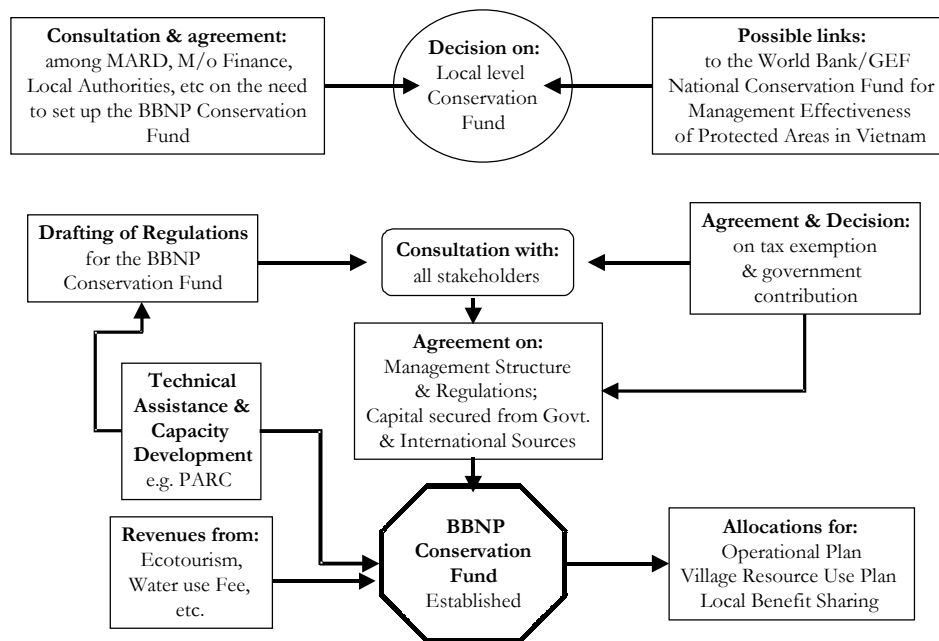 Consultation & agreement:
among MARD, M/o Finance,
Local Authorities, etc on the need
to set up the BBNP Conservation
Fund
Decision on:
Local level
Conservation
Fund
Possible links:
to the World Bank/GEF
National Conservation Fund for
Management Effectiveness
of Protected Areas in Vietnam
Drafting of Regulations
for the BBNP
Conservation Fund
Consultation with:
all stakeholders
Agreement & Decision:
on tax exemption
& government
contribution
Agreement on:
Management Structure
& Regulations;
Capital secured from Govt.
& International Sources
Technical
Assistance &
Capacity
Development
e.g. PARC
Revenues from:
Ecotourism,
Water use Fee,
etc.
BBNP
Conservation
Fund
Established
Allocations for:
Operational Plan
Village Resource Use Plan
Local Benefit Sharing